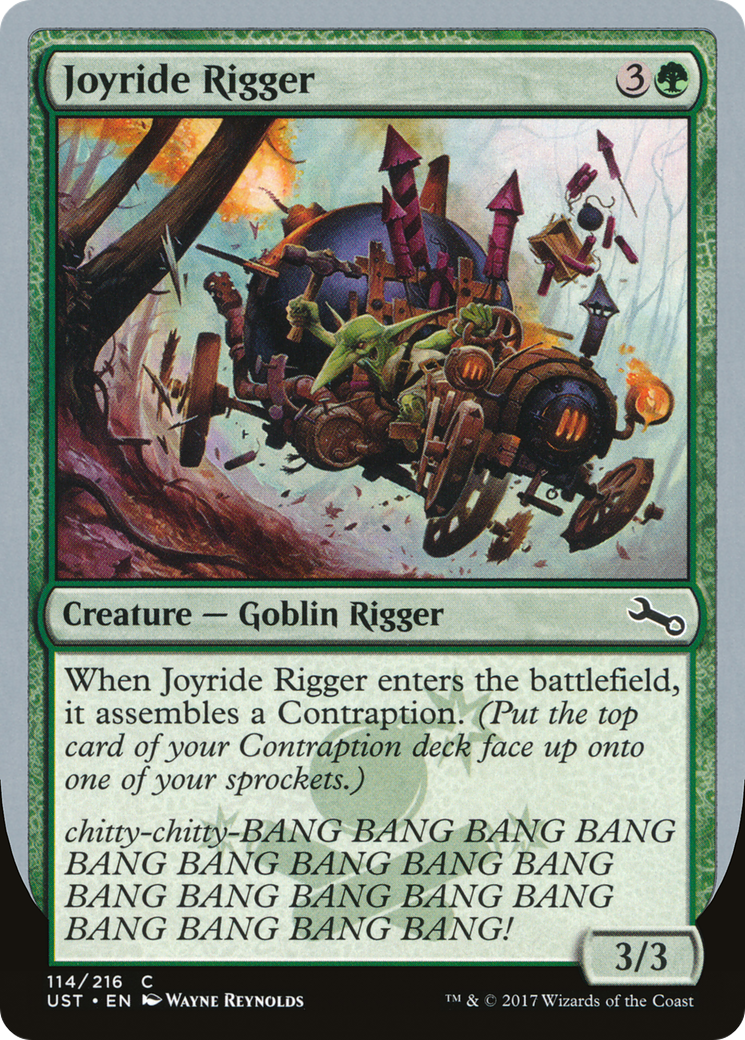 Joyride Rigger 3
Creature — Goblin Rigger
When Joyride Rigger enters the battlefield,
it assembles a Contraption. (Put the top
card of your Contraption deck face up onto
one of your sprockets.)
chitty-chitty-BANG BANG BANG BANG
BANG BANG BANG BANG BANG
BANG BANG BANG BANG BANG
BANG BANG BANG BANG!
3/3
114/216 C
UST • EN Wayne Reynolds
™ & © 2017 Wizards of the Coast